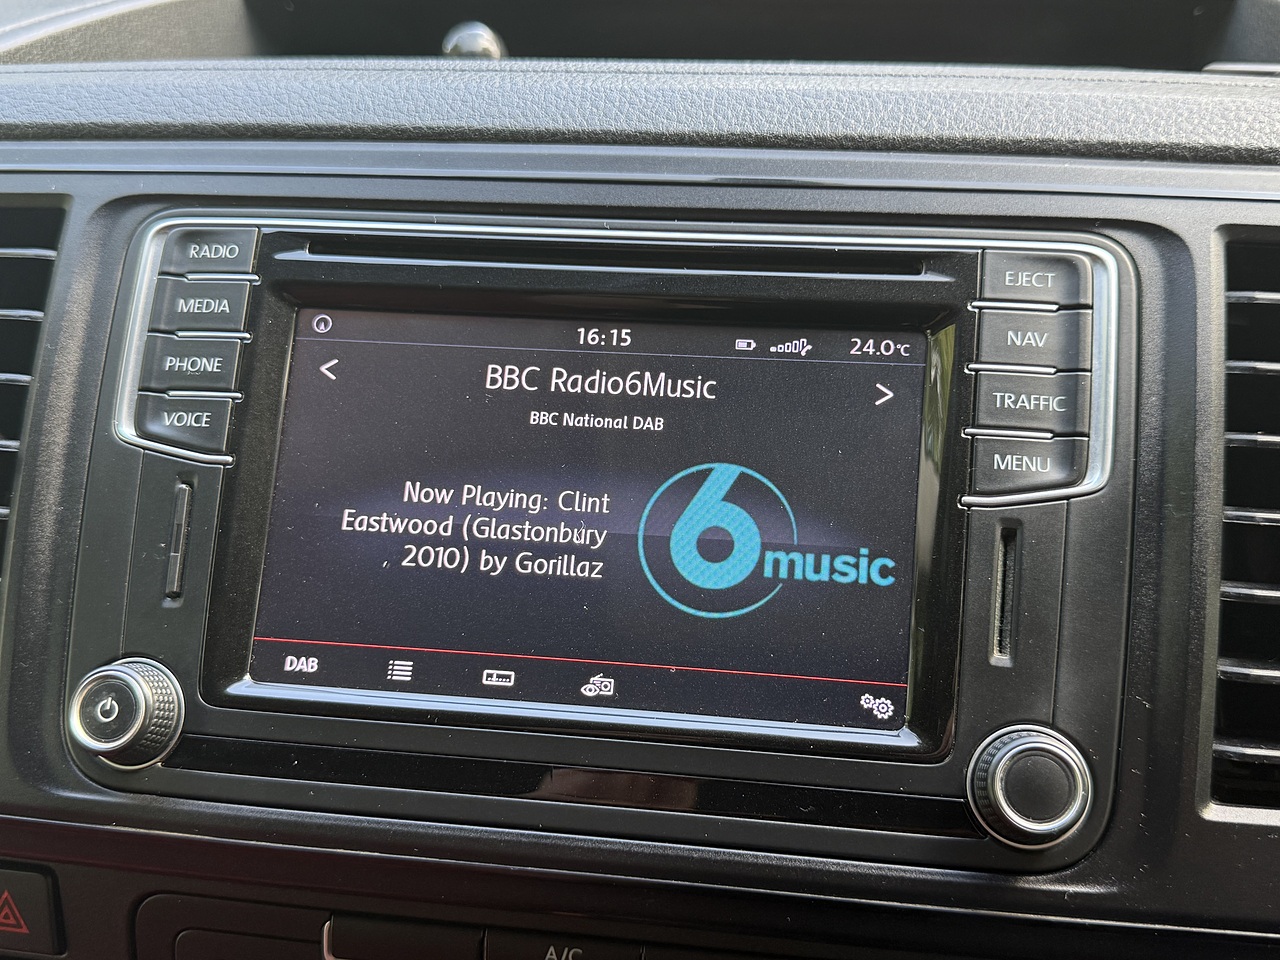 RADIO
MEDIA
PHONE
VOICE
EJECT
NAV
TRAFFIC
MENU
16:15
24.0°C
<
BBC Radio6Music
>
BBC National DAB
Now Playing: Clint
Eastwood (Glastonbury
2010) by Gorillaz
6music
DAB
A/C